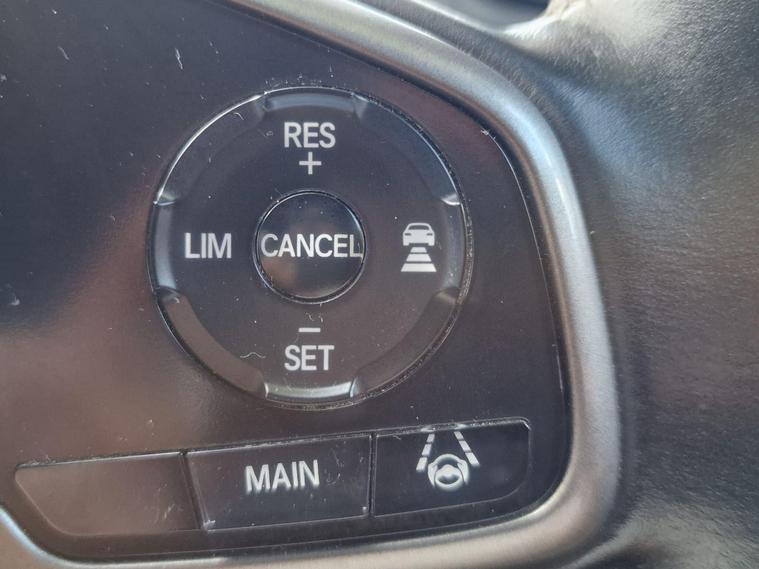 RES
+
LIM CANCEL
–
SET
MAIN